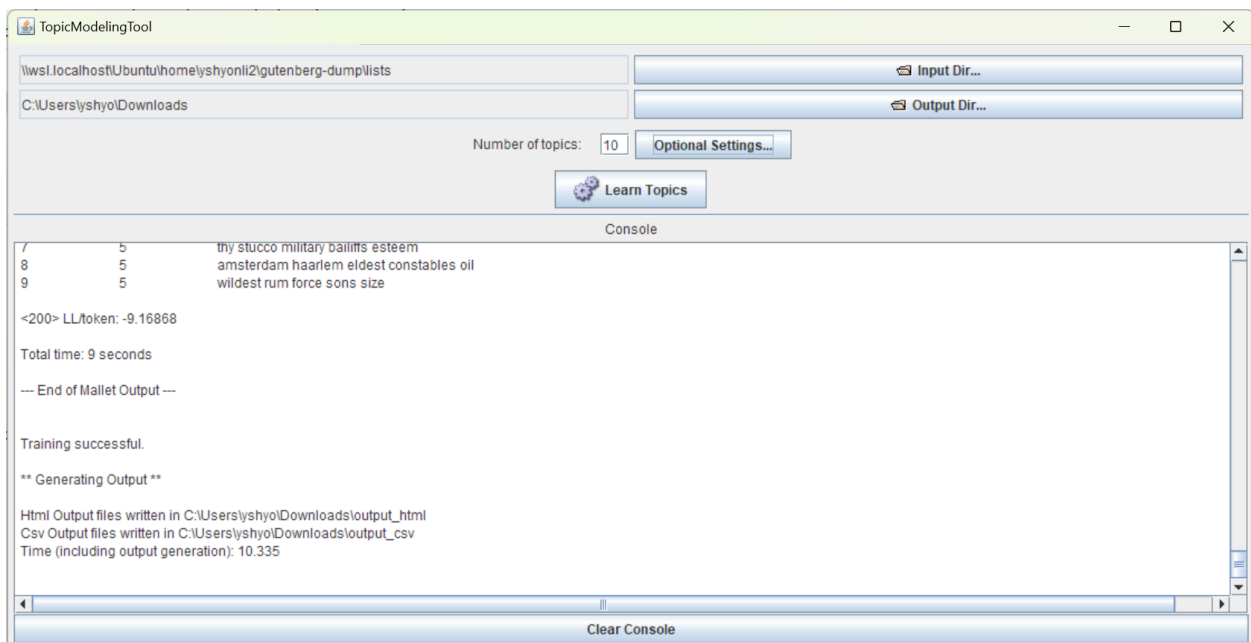 TopicModelingTool
\\wsl.localhost\Ubuntu\home\yshyonli2\gutenberg-dump\lists
Input Dir...
C:\Users\yshyo\Downloads
Output Dir...
Number of topics: 10 Optional Settings...
Learn Topics
Console
7 5 thy stucco military bailiffs esteem
8 5 amsterdam haarlem eldest constables oil
9 5 wildest rum force sons size
<200> LL/token: -9.16868
Total time: 9 seconds
--- End of Mallet Output ---
Training successful.
** Generating Output **
Html Output files written in C:\Users\yshyo\Downloads\output_html
Csv Output files written in C:\Users\yshyo\Downloads\output_csv
Time (including output generation): 10.335
Clear Console